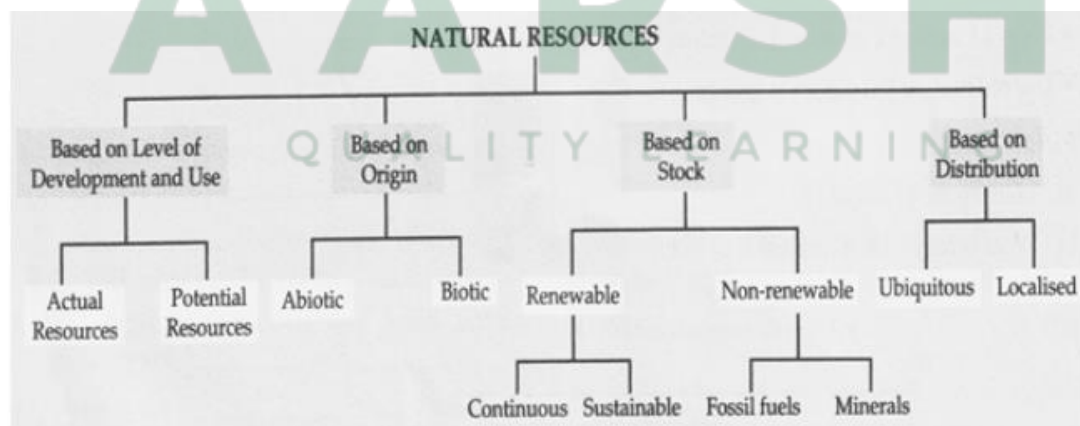 AARSH
QUALITY LEARNING
NATURAL RESOURCES
Based on Level of
Development and Use
Based on
Origin
Based on
Stock
Based on
Distribution
Actual
Resources
Potential
Resources
Abiotic
Biotic
Renewable
Non-renewable
Ubiquitous
Localised
Continuous
Sustainable
Fossil fuels
Minerals